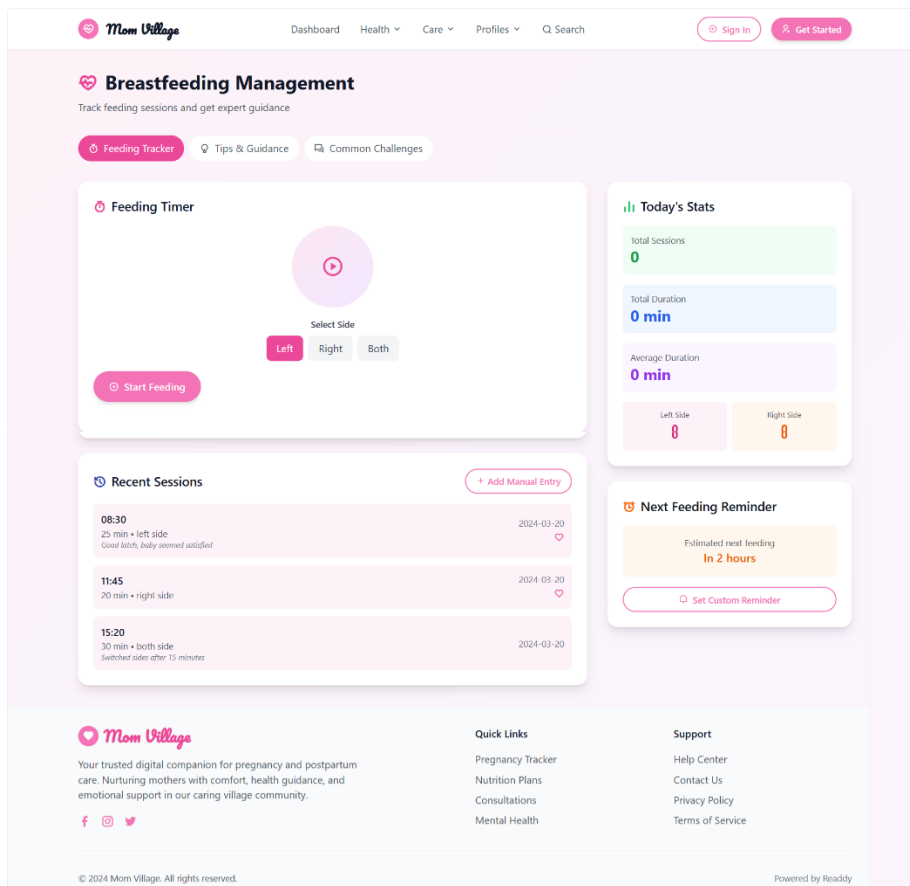 Mom Village
Dashboard Health Care Profiles Search
Sign In Get Started
Breastfeeding Management
Track feeding sessions and get expert guidance
Feeding Tracker Tips & Guidance Common Challenges
Feeding Timer
Select Side
Left Right Both
Start Feeding
Today's Stats
Total Sessions
0
Total Duration
0 min
Average Duration
0 min
Left Side Right Side
Recent Sessions
+ Add Manual Entry
08:30
25 min • left side
Good latch, baby seemed satisfied
2024-03-20
11:45
20 min • right side
2024-03-20
15:20
30 min • both side
Switched sides after 15 minutes
2024-03-20
Next Feeding Reminder
Estimated next feeding
In 2 hours
Set Custom Reminder
Mom Village
Your trusted digital companion for pregnancy and postpartum
care. Nurturing mothers with comfort, health guidance, and
emotional support in our caring village community.
Quick Links
Pregnancy Tracker
Nutrition Plans
Consultations
Mental Health
Support
Help Center
Contact Us
Privacy Policy
Terms of Service
© 2024 Mom Village. All rights reserved.
Powered by Readdy